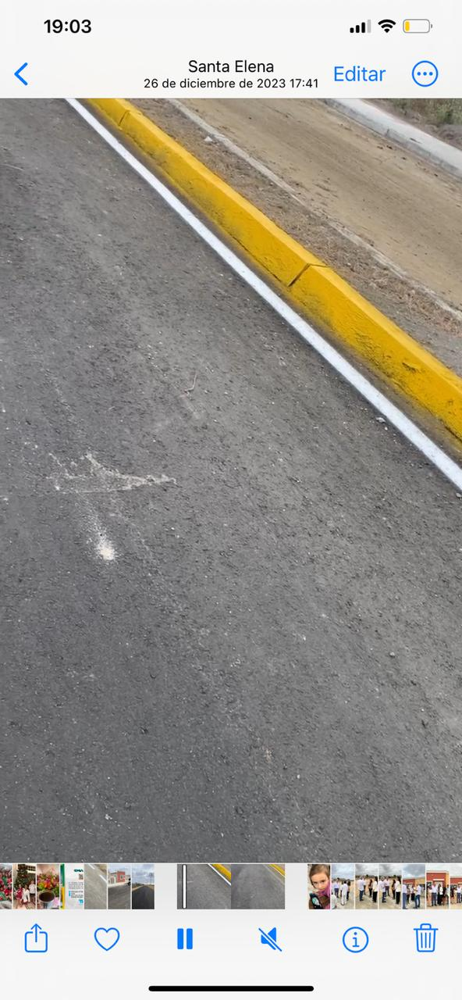 19:03
Santa Elena
26 de diciembre de 2023 17:41
Editar